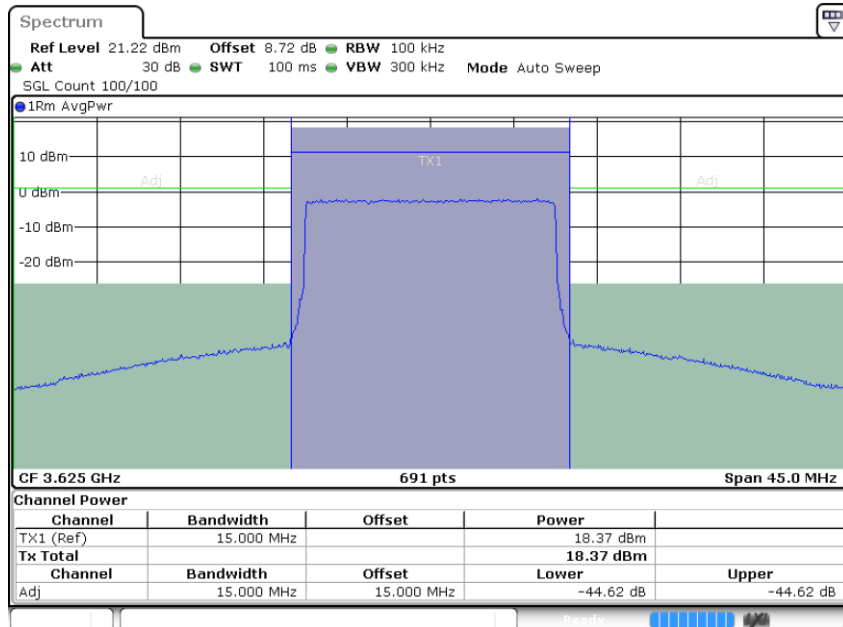 Spectrum
Ref Level 21.22 dBm Offset 8.72 dB RBW 100 kHz
Att 30 dB SWT 100 ms VBW 300 kHz Mode Auto Sweep
SGL Count 100/100
1Rm AvgPwr
10 dBm
TX1
Adj Adj
0 dBm
-10 dBm
-20 dBm
CF 3.625 GHz 691 pts Span 45.0 MHz
Channel Power
Channel Bandwidth Offset Power
TX1 (Ref) 15.000 MHz 18.37 dBm
Tx Total 18.37 dBm
Channel Bandwidth Offset Lower Upper
Adj 15.000 MHz 15.000 MHz -44.62 dB -44.62 dB
Ready